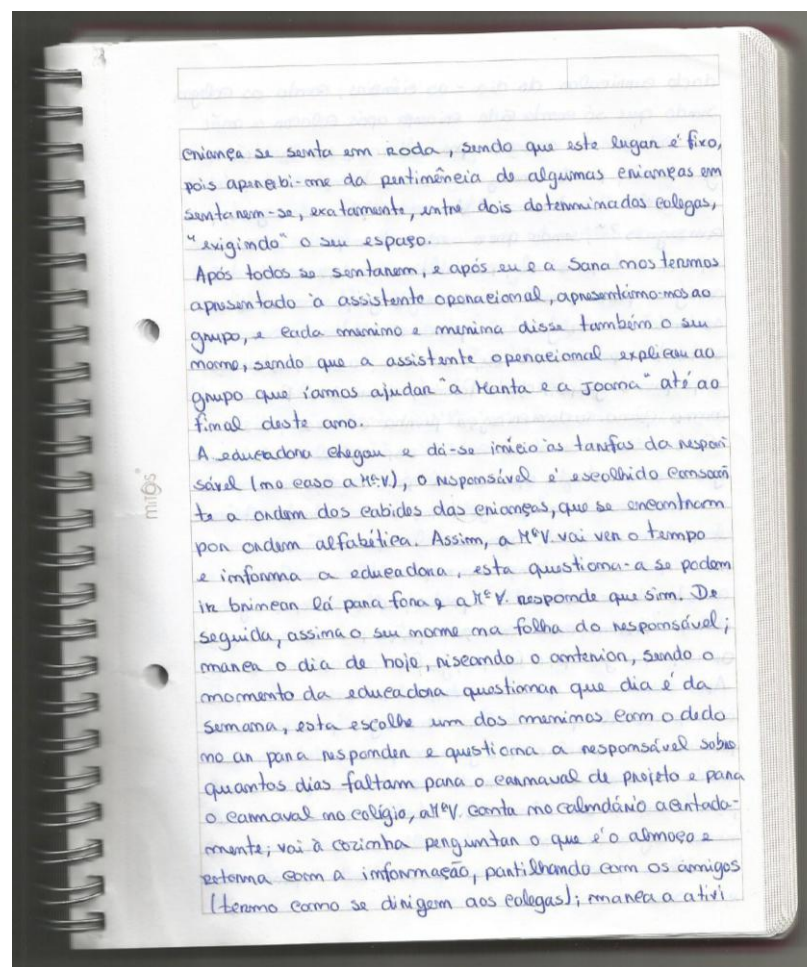 criança se senta em roda, sendo que este lugar é fixo,
pois apercebi-me da pertinência de algumas crianças em
sentarem-se, exatamente, entre dois determinados colegas,
"exigindo" o seu espaço.
Após todos se sentarem, e após eu e a Sara nos termos
apresentado à assistente operacional, apresentámo-nos ao
grupo, e cada menino e menina disse também o seu
nome, sendo que a assistente operacional explicou ao
grupo que íamos ajudar "a Marta e a Joana" até ao
final deste ano.
A educadora chegou e dá-se início às tarefas da respon
sável (no caso a MªV.), o responsável é escolhido consoan
te a ordem dos cabides das crianças, que se encontram
por ordem alfabética. Assim, a MªV. vai ver o tempo
e informa a educadora, esta questiona-a se podem
ir brincar lá para fora e a MªV. responde que sim. De
seguida, assina o seu nome na folha do responsável;
marca o dia de hoje, riscando o anterior, sendo o
momento da educadora questionar que dia é da
semana, esta escolhe um dos meninos com o dedo
no ar para responder e questiona a responsável sobre
quantos dias faltam para o carnaval de projeto e para
o carnaval no colégio, a MªV. conta no calendário acertada-
mente; vai à cozinha perguntar o que é o almoço e
retorna com a informação, partilhando com os amigos
(termo como se dirigem aos colegas); marca a ativi
mitos